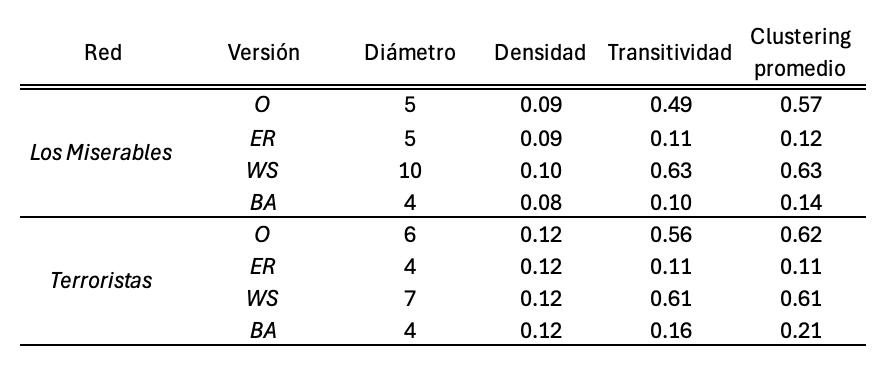 Red Versión Diámetro Densidad Transitividad Clustering promedio
Los Miserables
O 5 0.09 0.49 0.57
ER 5 0.09 0.11 0.12
WS 10 0.10 0.63 0.63
BA 4 0.08 0.10 0.14
Terroristas
O 6 0.12 0.56 0.62
ER 4 0.12 0.11 0.11
WS 7 0.12 0.61 0.61
BA 4 0.12 0.16 0.21